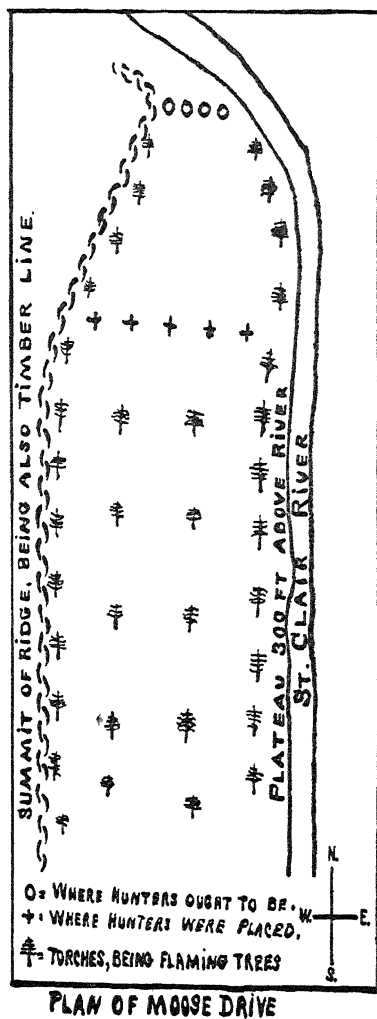 SUMMIT OF RIDGE, BEING ALSO TIMBER LINE.
PLATEAU 300 FT ABOVE RIVER
ST. CLAIR RIVER
N.
W. E.
S.
O = WHERE HUNTERS OUGHT TO BE.
+ = WHERE HUNTERS WERE PLACED.
= TORCHES, BEING FLAMING TREES
PLAN OF MOOSE DRIVE